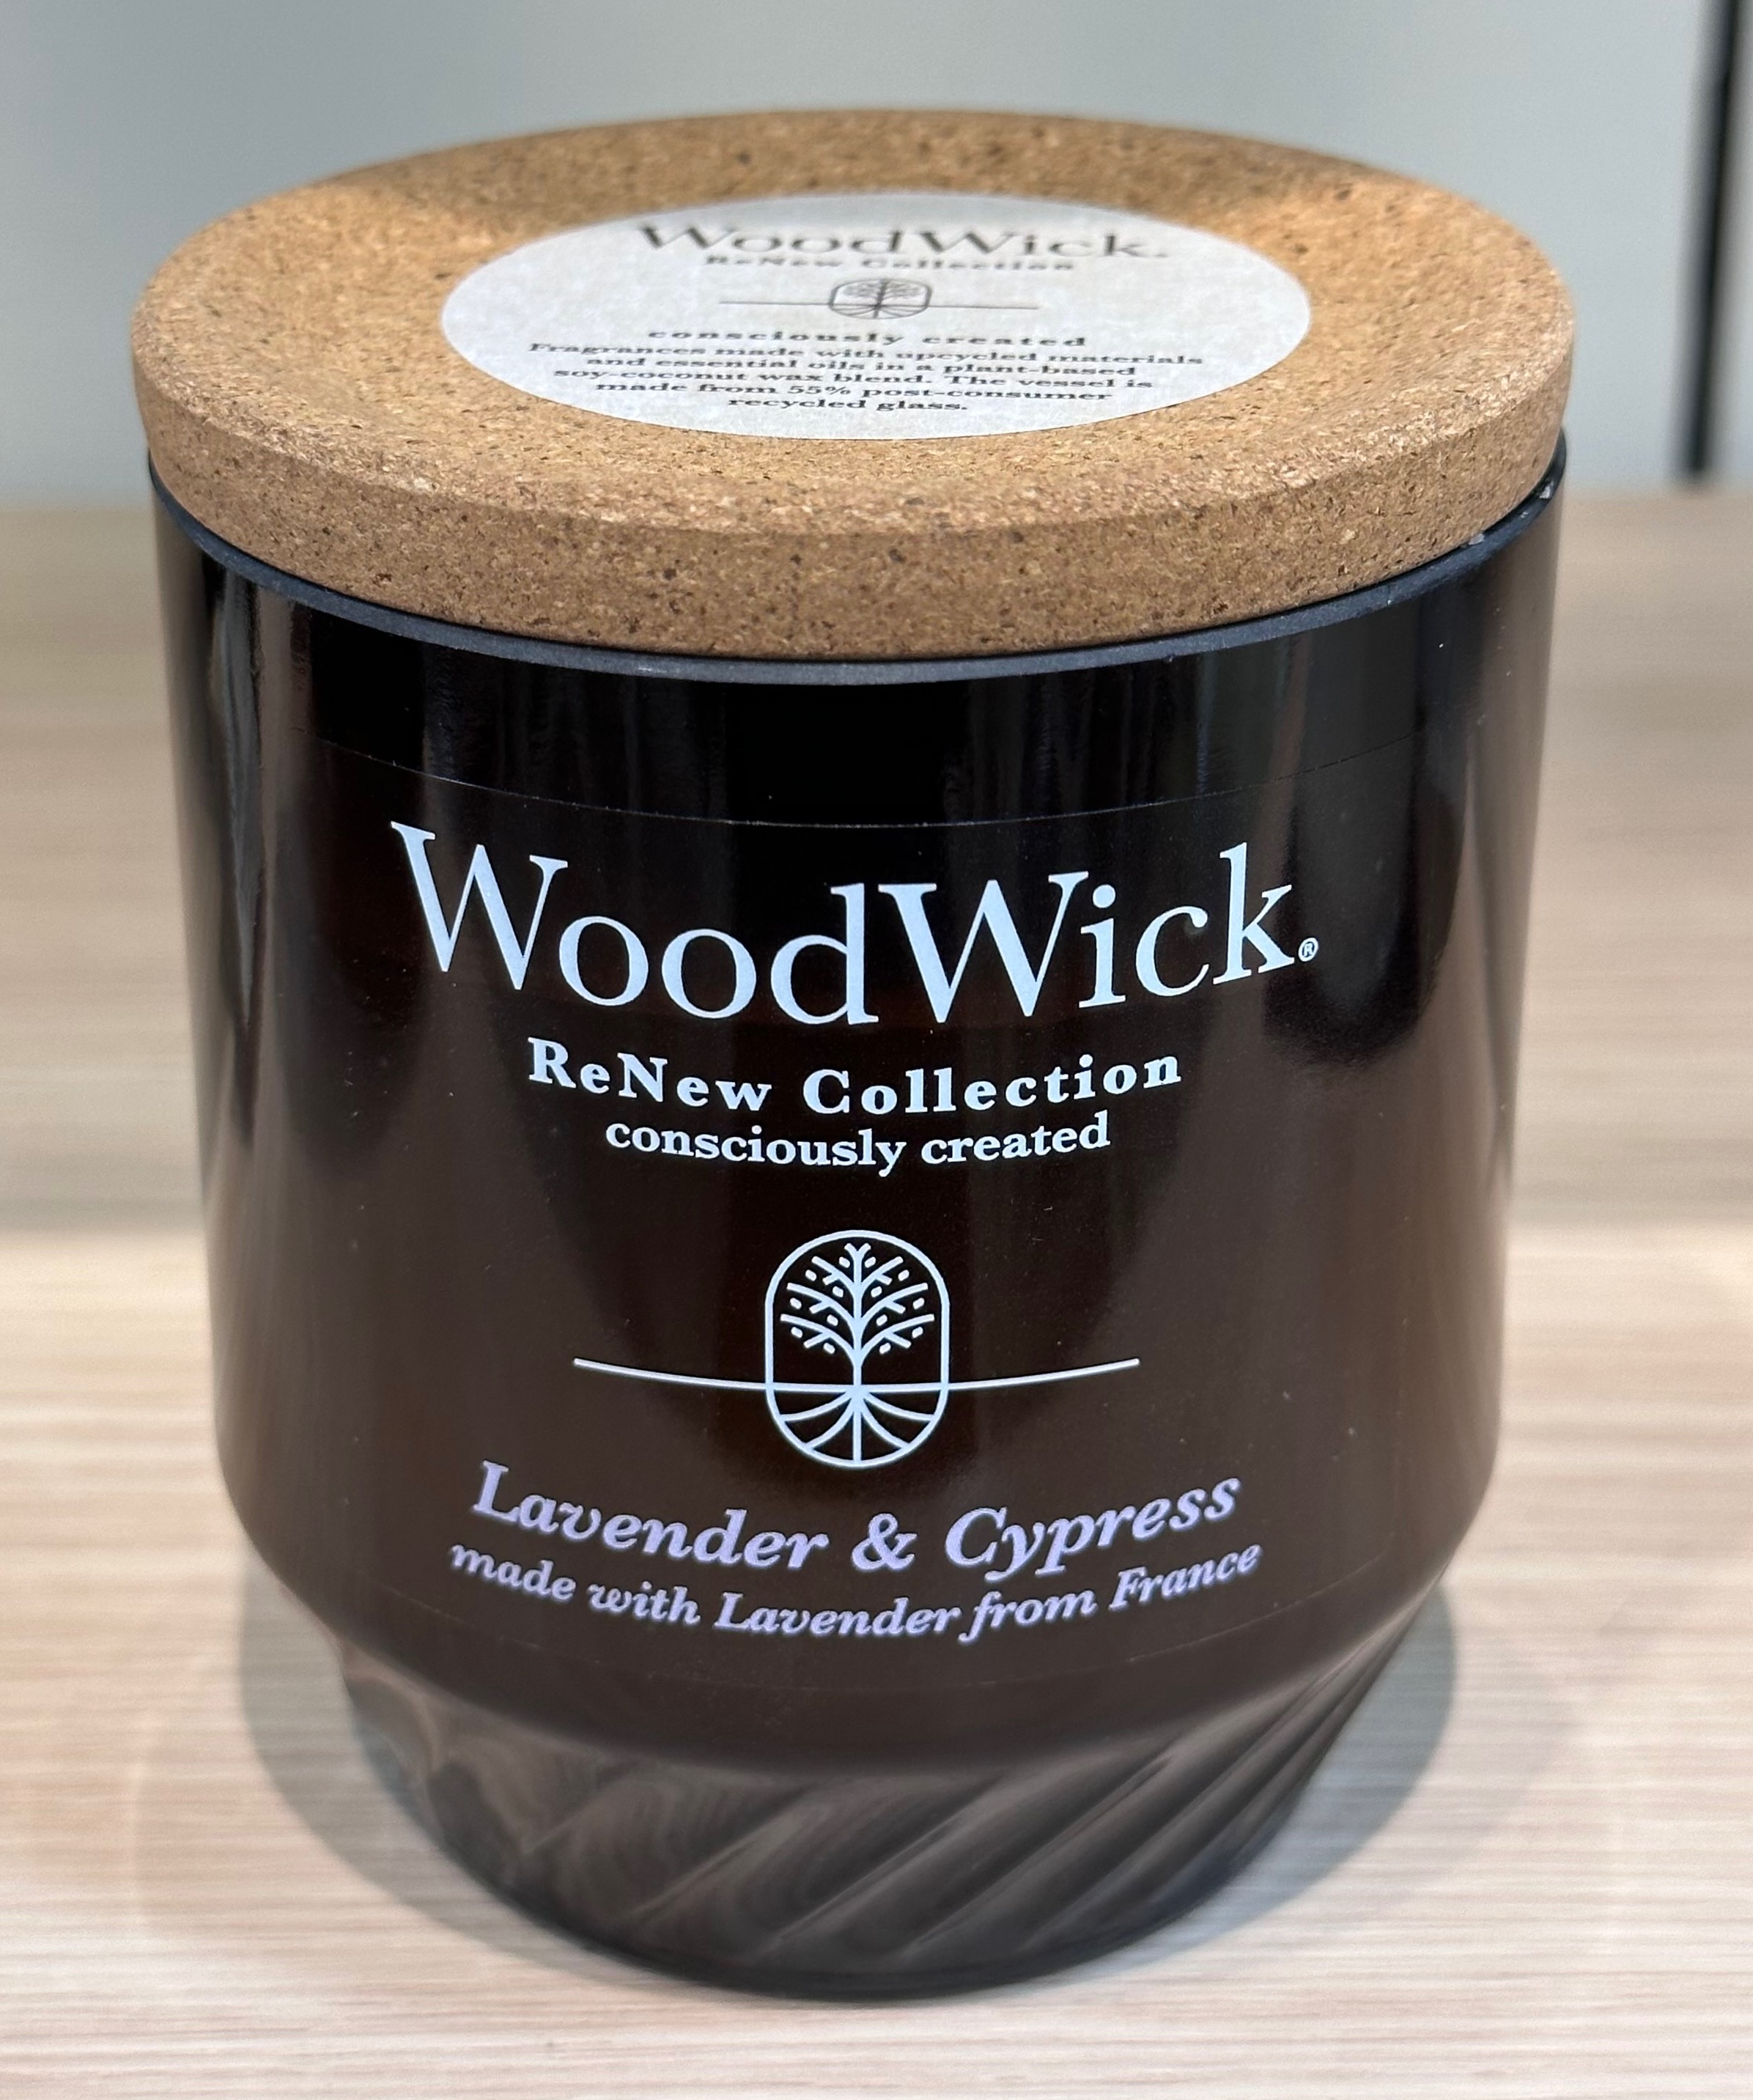 WoodWick.
ReNew Collection
consciously created
Fragrances made with upcycled materials
and essential oils in a plant-based
soy-coconut wax blend. The vessel is
made from 55% post-consumer
recycled glass.
WoodWick.®
ReNew Collection
consciously created
Lavender & Cypress
made with Lavender from France